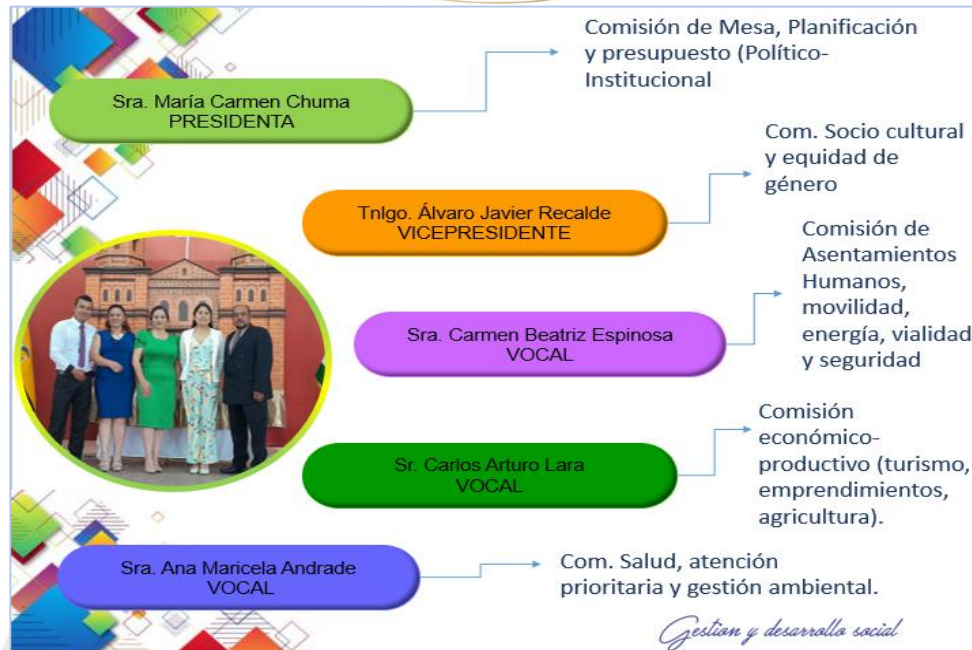 Comisión de Mesa, Planificación
y presupuesto (Político-
Institucional
Sra. María Carmen Chuma
PRESIDENTA
Com. Socio cultural
y equidad de
género
Tnlgo. Álvaro Javier Recalde
VICEPRESIDENTE
Comisión de
Asentamientos
Humanos,
movilidad,
energía, vialidad
y seguridad
Sra. Carmen Beatriz Espinosa
VOCAL
Comisión
económico-
productivo (turismo,
emprendimientos,
agricultura).
Sr. Carlos Arturo Lara
VOCAL
Sra. Ana Maricela Andrade
VOCAL
Com. Salud, atención
prioritaria y gestión ambiental.
Gestion y desarrollo social